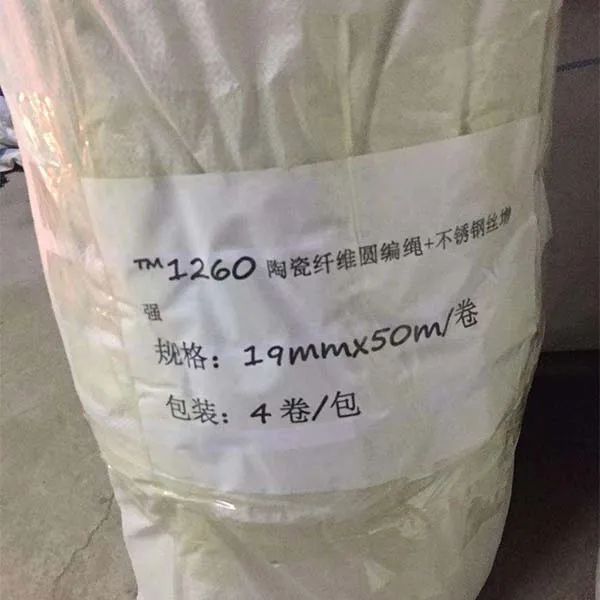 ™1260 陶瓷纤维圆编绳+不锈钢丝增
强
规格：19mmx50m/卷
包装：4 卷/包